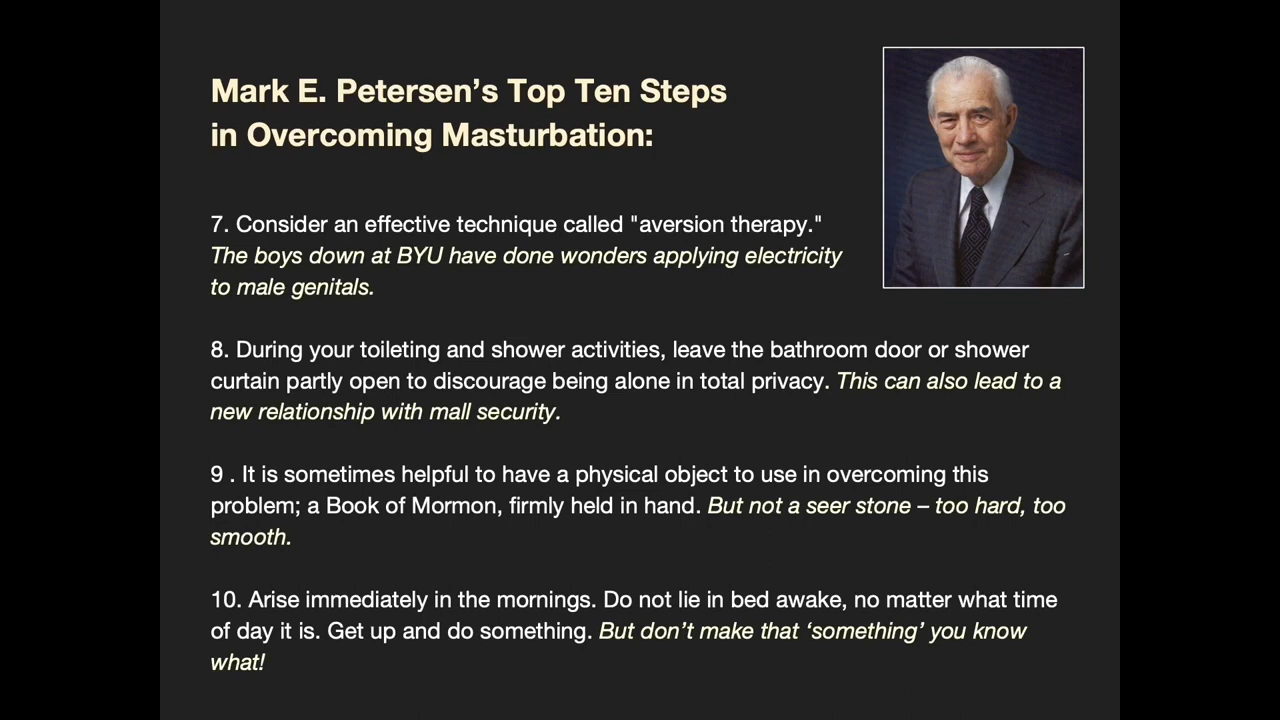 Mark E. Petersen’s Top Ten Steps
in Overcoming Masturbation:
7. Consider an effective technique called "aversion therapy."
The boys down at BYU have done wonders applying electricity
to male genitals.
8. During your toileting and shower activities, leave the bathroom door or shower
curtain partly open to discourage being alone in total privacy. This can also lead to a
new relationship with mall security.
9 . It is sometimes helpful to have a physical object to use in overcoming this
problem; a Book of Mormon, firmly held in hand. But not a seer stone – too hard, too
smooth.
10. Arise immediately in the mornings. Do not lie in bed awake, no matter what time
of day it is. Get up and do something. But don’t make that ‘something’ you know
what!